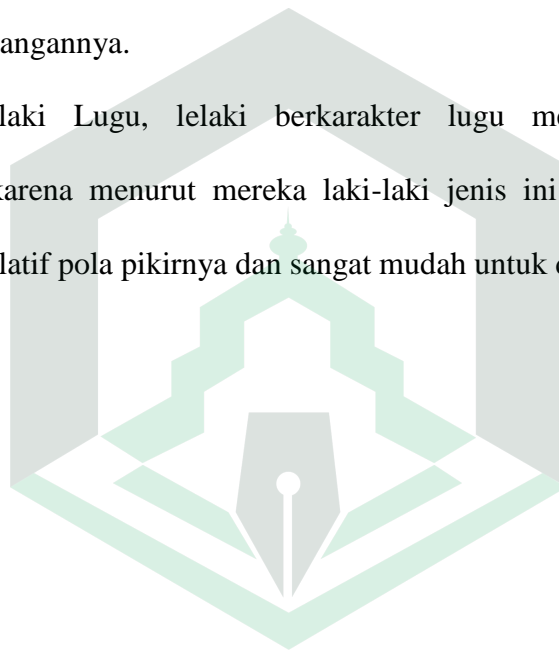 angannya.
laki Lugu, lelaki berkarakter lugu me
karena menurut mereka laki-laki jenis ini
latif pola pikirnya dan sangat mudah untuk